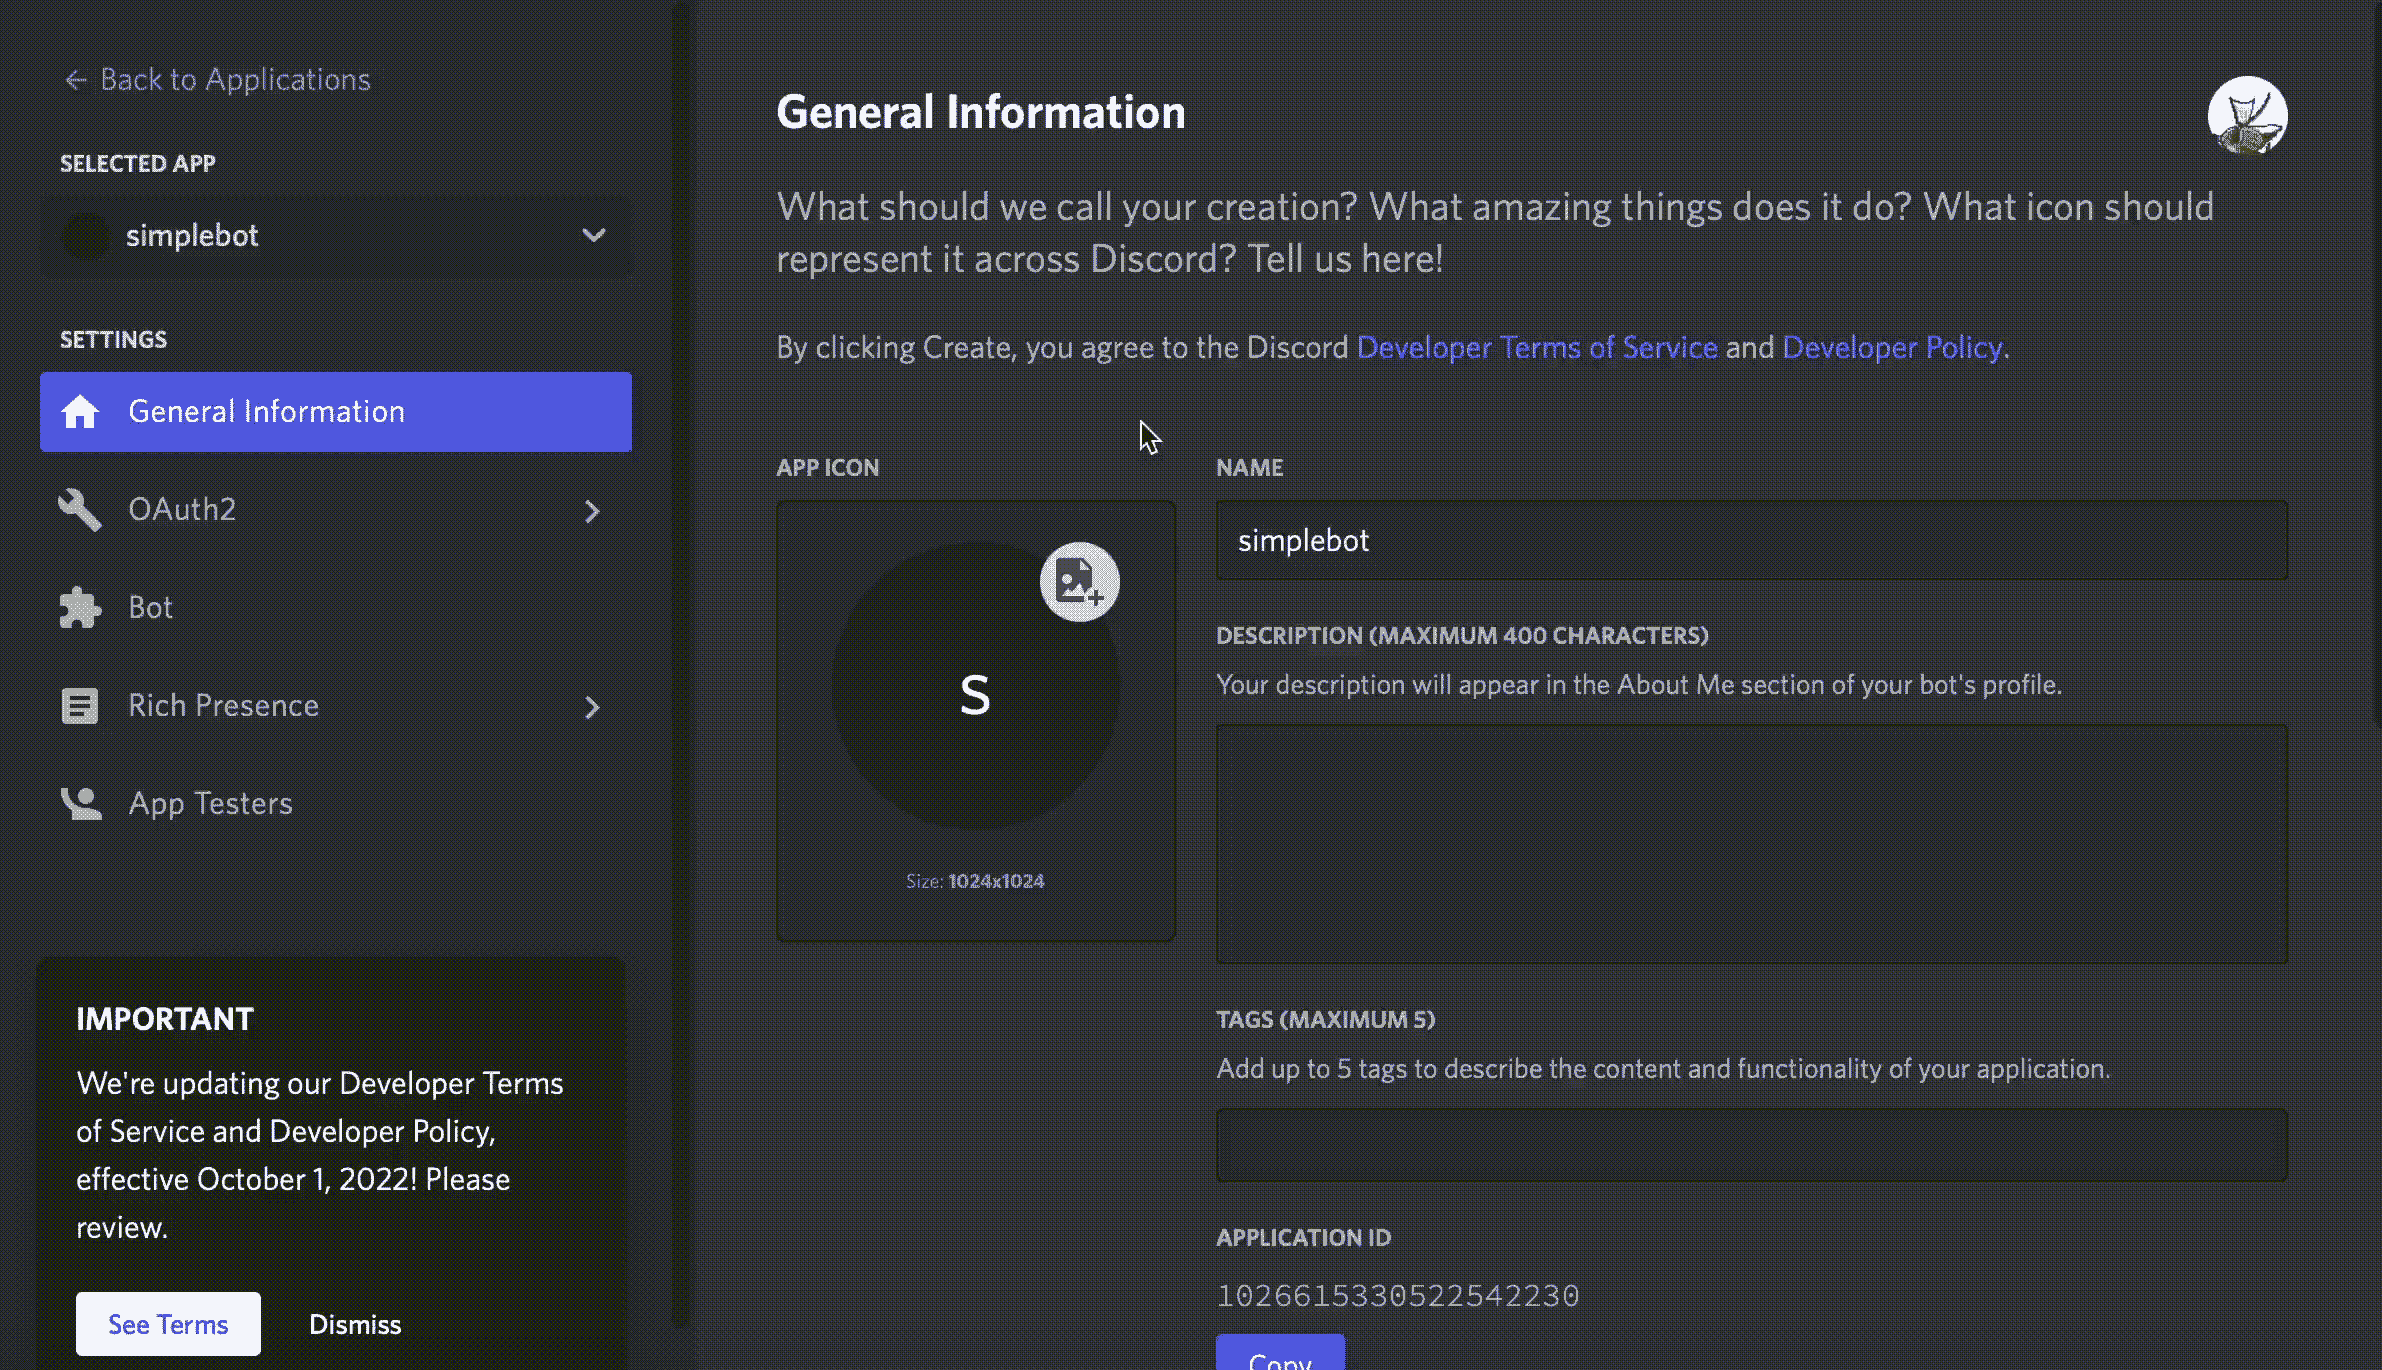 ← Back to Applications
SELECTED APP
simplebot
SETTINGS
General Information
OAuth2
Bot
Rich Presence
App Testers
IMPORTANT
We're updating our Developer Terms
of Service and Developer Policy,
effective October 1, 2022! Please
review.
See Terms
Dismiss
General Information
What should we call your creation? What amazing things does it do? What icon should
represent it across Discord? Tell us here!
By clicking Create, you agree to the Discord Developer Terms of Service and Developer Policy.
APP ICON
S
Size: 1024x1024
NAME
simplebot
DESCRIPTION (MAXIMUM 400 CHARACTERS)
Your description will appear in the About Me section of your bot's profile.
TAGS (MAXIMUM 5)
Add up to 5 tags to describe the content and functionality of your application.
APPLICATION ID
1026615330522542230
Copy